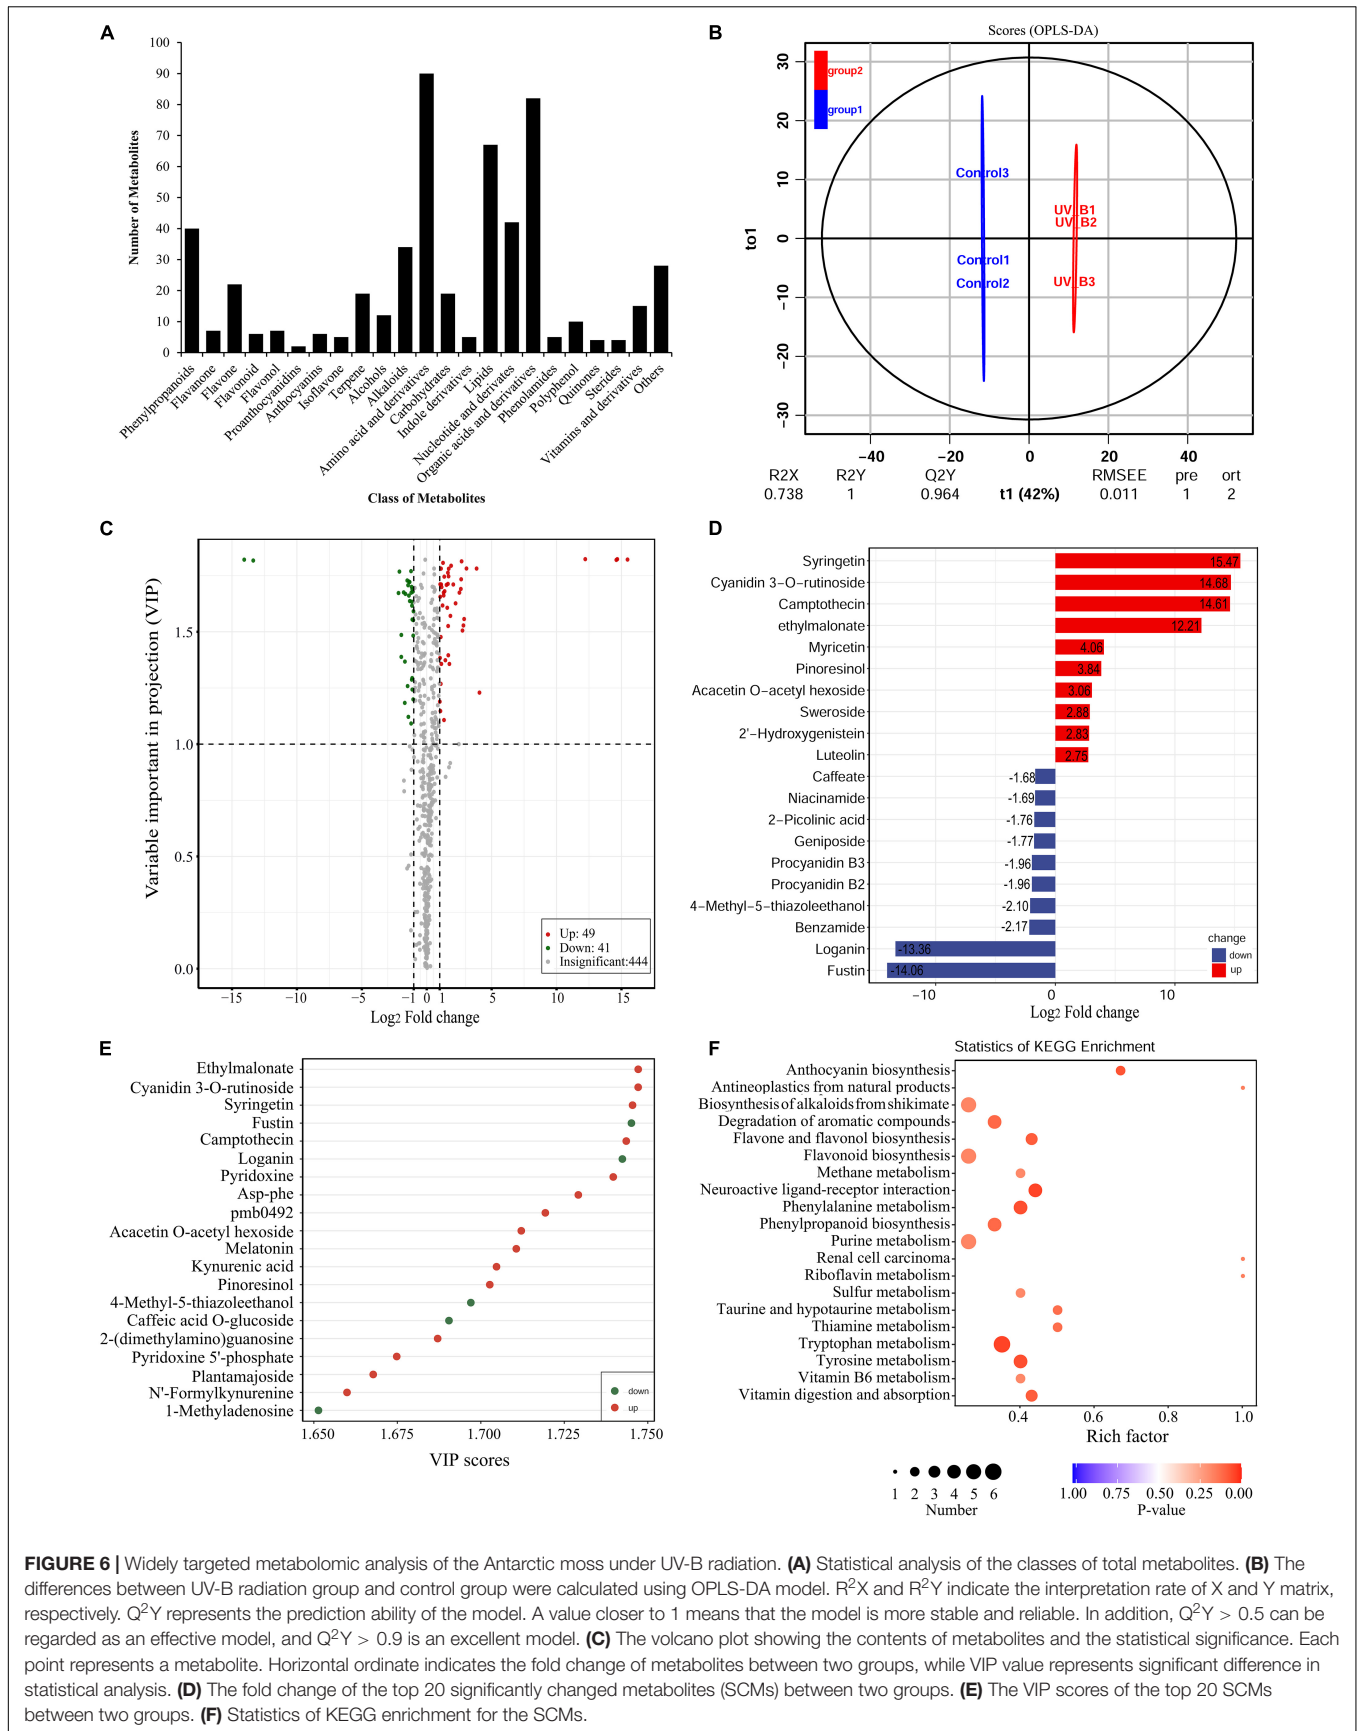 A
100
90
80
70
60
50
40
30
20
10
0
Number of Metabolites
Phenylpropanoids
Flavanone
Flavone
Flavonoid
Flavonol
Proanthocyanidins
Anthocyanins
Isoflavone
Terpene
Alcohols
Alkaloids
Amino acid and derivatives
Carbohydrates
Indole derivatives
Lipids
Nucleotide and derivates
Organic acids and derivatives
Phenolamides
Polyphenol
Quinones
Sterides
Vitamins and derivatives
Others
Class of Metabolites
B
Scores (OPLS-DA)
group2
group1
30
20
10
0
−10
−20
−30
to1
Control3
Control1
Control2
UV_B1
UV_B2
UV_B3
−40 −20 0 20 40
R2X R2Y Q2Y RMSEE pre ort
0.738 1 0.964 t1 (42%) 0.011 1 2
C
Variable important in projection (VIP)
1.5
1.0
0.5
0.0
Up: 49
Down: 41
Insignificant:444
−15 −10 −5 −1 0 1 5 10 15
Log2 Fold change
D
Syringetin 15.47
Cyanidin 3−O−rutinoside 14.68
Camptothecin 14.61
ethylmalonate 12.21
Myricetin 4.06
Pinoresinol 3.84
Acacetin O−acetyl hexoside 3.06
Sweroside 2.88
2'−Hydroxygenistein 2.83
Luteolin 2.75
Caffeate -1.68
Niacinamide -1.69
2−Picolinic acid -1.76
Geniposide -1.77
Procyanidin B3 -1.96
Procyanidin B2 -1.96
4−Methyl−5−thiazoleethanol -2.10
Benzamide -2.17
Loganin -13.36
Fustin -14.06
change
down
up
−10 0 10
Log2 Fold change
E
Ethylmalonate
Cyanidin 3-O-rutinoside
Syringetin
Fustin
Camptothecin
Loganin
Pyridoxine
Asp-phe
pmb0492
Acacetin O-acetyl hexoside
Melatonin
Kynurenic acid
Pinoresinol
4-Methyl-5-thiazoleethanol
Caffeic acid O-glucoside
2-(dimethylamino)guanosine
Pyridoxine 5'-phosphate
Plantamajoside
N'-Formylkynurenine
1-Methyladenosine
down
up
1.650 1.675 1.700 1.725 1.750
VIP scores
F
Statistics of KEGG Enrichment
Anthocyanin biosynthesis
Antineoplastics from natural products
Biosynthesis of alkaloids from shikimate
Degradation of aromatic compounds
Flavone and flavonol biosynthesis
Flavonoid biosynthesis
Methane metabolism
Neuroactive ligand-receptor interaction
Phenylalanine metabolism
Phenylpropanoid biosynthesis
Purine metabolism
Renal cell carcinoma
Riboflavin metabolism
Sulfur metabolism
Taurine and hypotaurine metabolism
Thiamine metabolism
Tryptophan metabolism
Tyrosine metabolism
Vitamin B6 metabolism
Vitamin digestion and absorption
0.4 0.6 0.8 1.0
Rich factor
1 2 3 4 5 6
Number
1.00 0.75 0.50 0.25 0.00
P-value
FIGURE 6 | Widely targeted metabolomic analysis of the Antarctic moss under UV-B radiation. (A) Statistical analysis of the classes of total metabolites. (B) The
differences between UV-B radiation group and control group were calculated using OPLS-DA model. R²X and R²Y indicate the interpretation rate of X and Y matrix,
respectively. Q²Y represents the prediction ability of the model. A value closer to 1 means that the model is more stable and reliable. In addition, Q²Y > 0.5 can be
regarded as an effective model, and Q²Y > 0.9 is an excellent model. (C) The volcano plot showing the contents of metabolites and the statistical significance. Each
point represents a metabolite. Horizontal ordinate indicates the fold change of metabolites between two groups, while VIP value represents significant difference in
statistical analysis. (D) The fold change of the top 20 significantly changed metabolites (SCMs) between two groups. (E) The VIP scores of the top 20 SCMs
between two groups. (F) Statistics of KEGG enrichment for the SCMs.